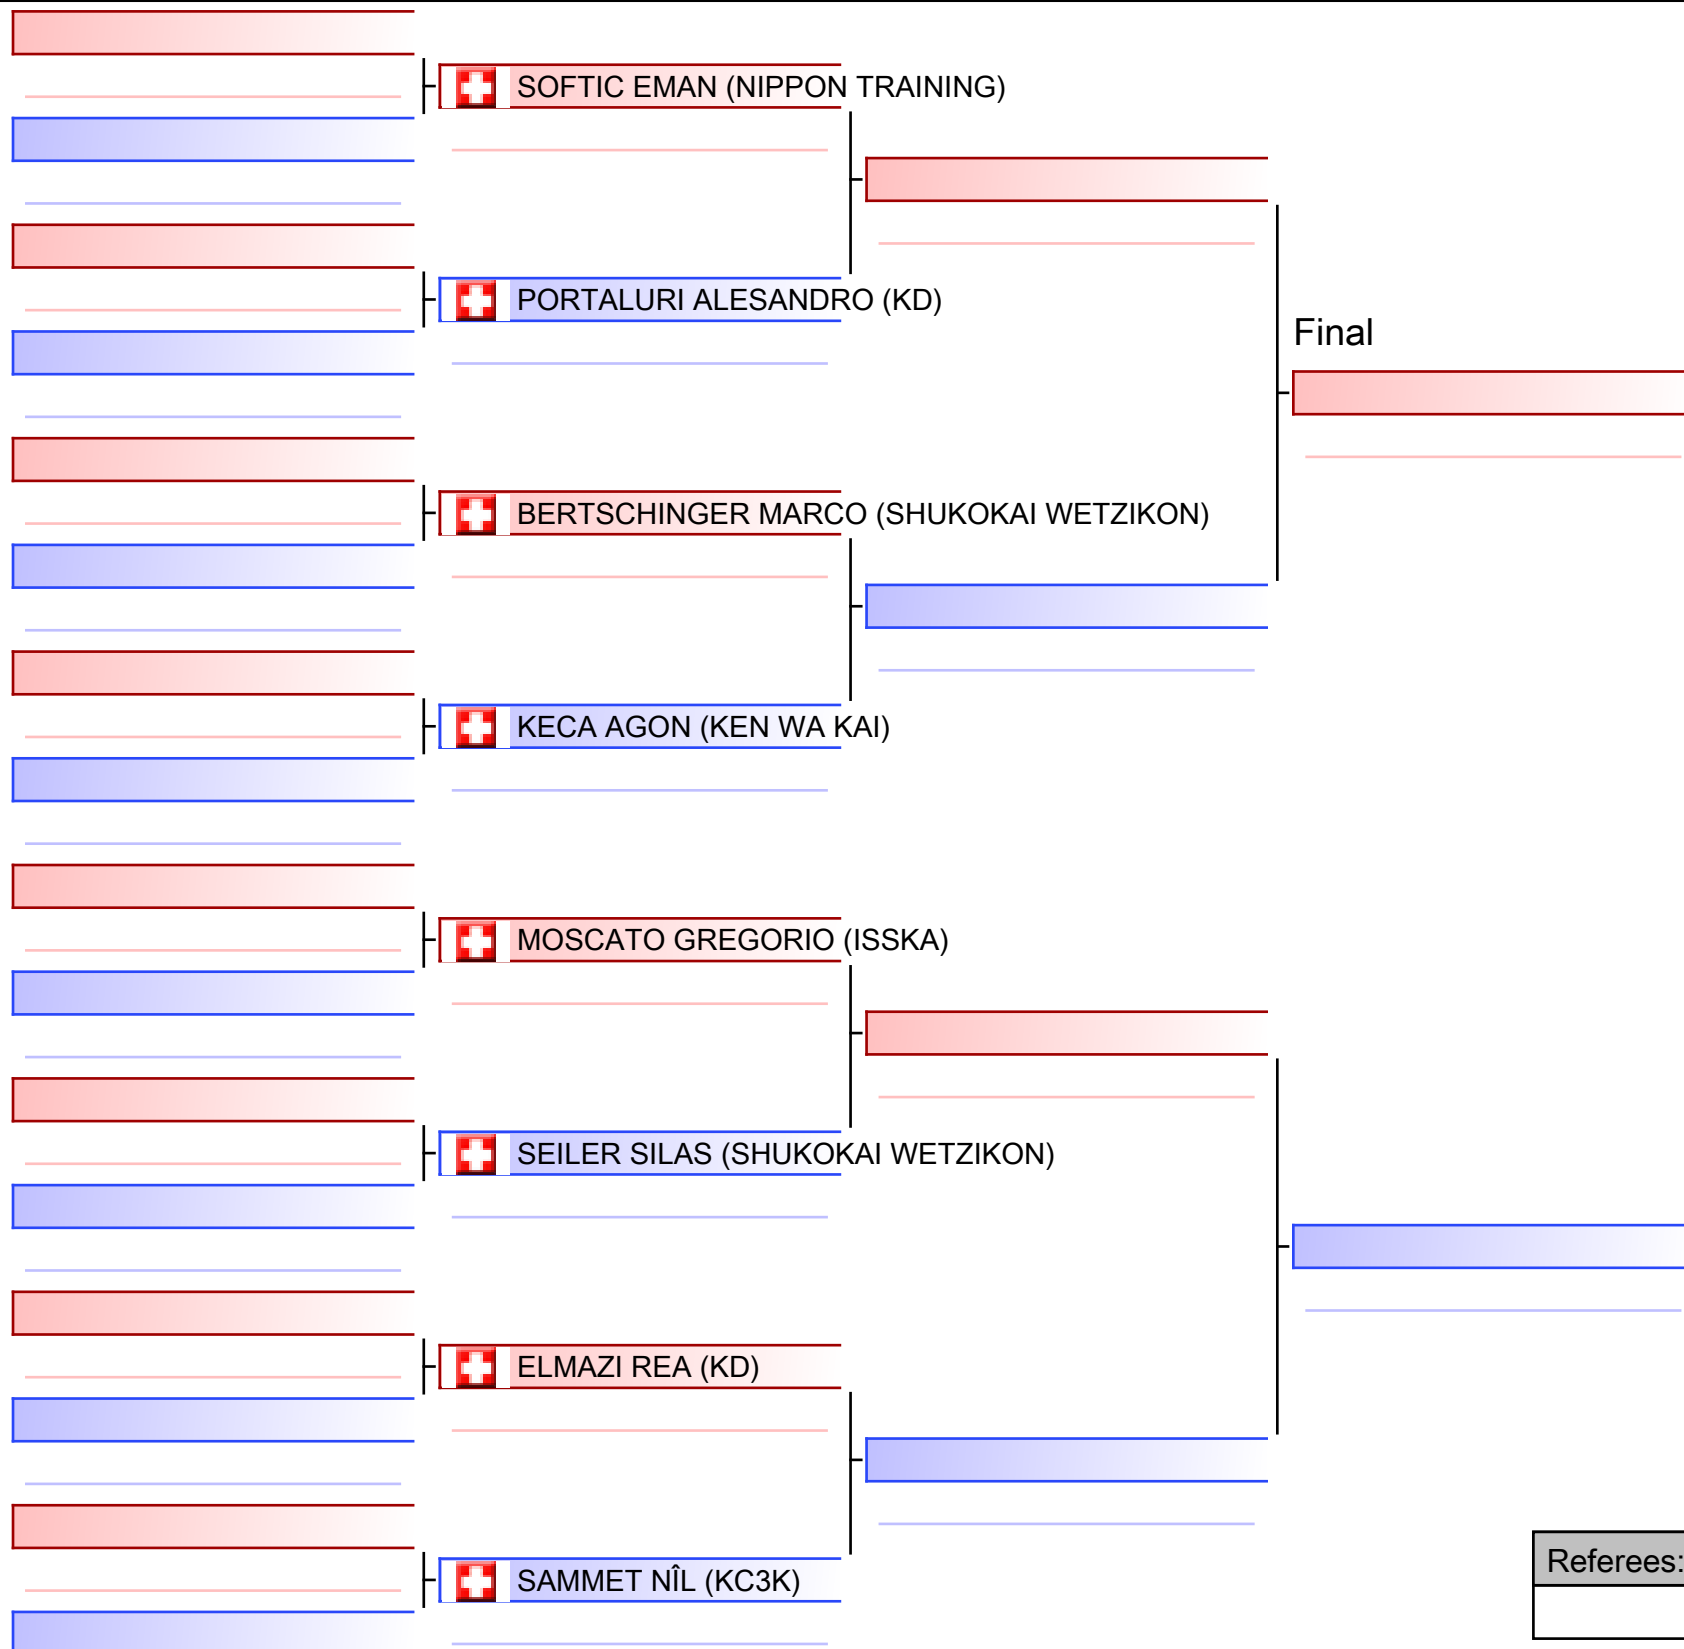 SOFTIC EMAN (NIPPON TRAINING)
PORTALURI ALESANDRO (KD)
Final
BERTSCHINGER MARCO (SHUKOKAI WETZIKON)
KECA AGON (KEN WA KAI)
MOSCATO GREGORIO (ISSKA)
SEILER SILAS (SHUKOKAI WETZIKON)
ELMAZI REA (KD)
SAMMET NÎL (KC3K)
Referees: